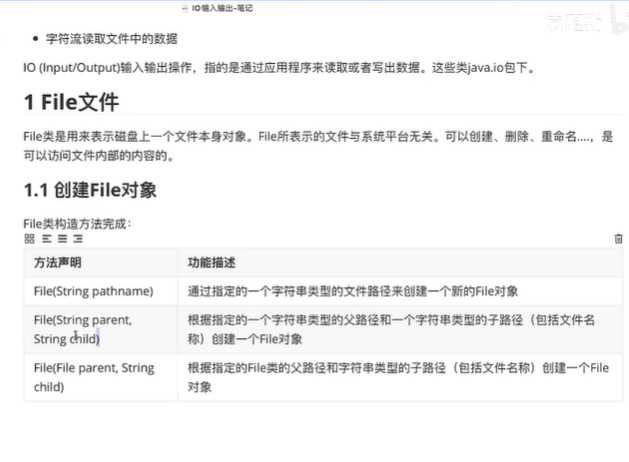 IO输入输出-笔记
字符流读取文件中的数据
IO (Input/Output)输入输出操作，指的是通过应用程序来读取或者写出数据。这些类java.io包下。
1 File文件
File类是用来表示磁盘上一个文件本身对象。File所表示的文件与系统平台无关。可以创建、删除、重命名....，是
可以访问文件内部的内容的。
1.1 创建File对象
File类构造方法完成：
方法声明 功能描述
File(String pathname) 通过指定的一个字符串类型的文件路径来创建一个新的File对象
File(String parent, 根据指定的一个字符串类型的父路径和一个字符串类型的子路径（包括文件名
String child) 称）创建一个File对象
File(File parent, String 根据指定的File类的父路径和字符串类型的子路径（包括文件名称）创建一个File
child) 对象